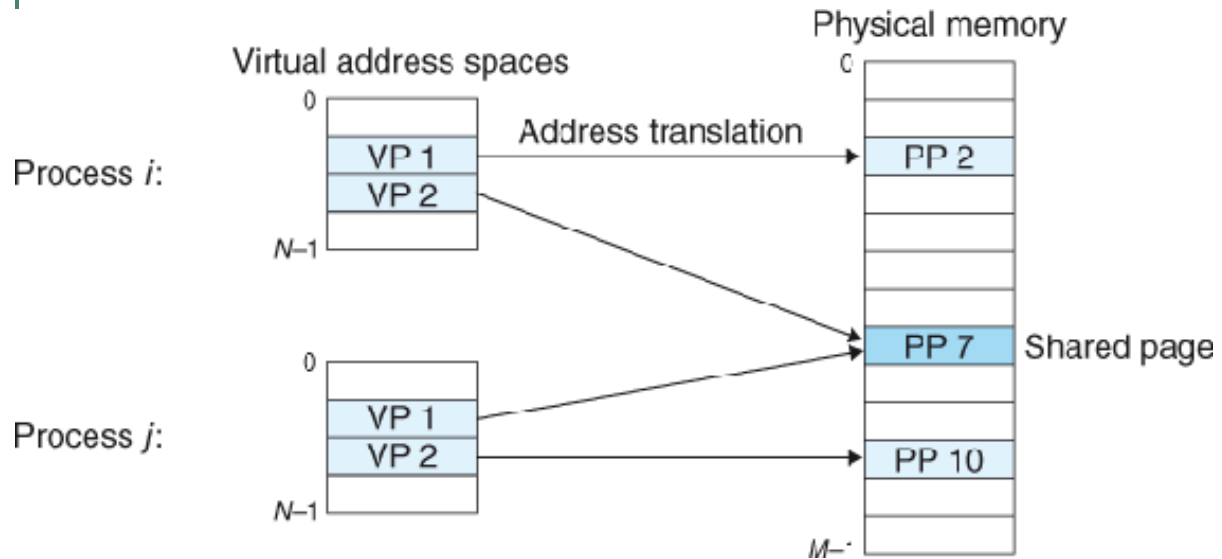 Physical memory
Virtual address spaces
0
0
Address translation
VP 1
PP 2
Process i:
VP 2
N–1
PP 7
Shared page
0
VP 1
Process j:
VP 2
PP 10
N–1